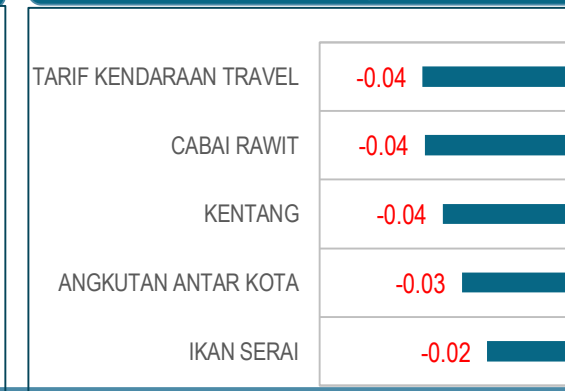 TARIF KENDARAAN TRAVEL -0.04
CABAI RAWIT -0.04
KENTANG -0.04
ANGKUTAN ANTAR KOTA -0.03
IKAN SERAI -0.02